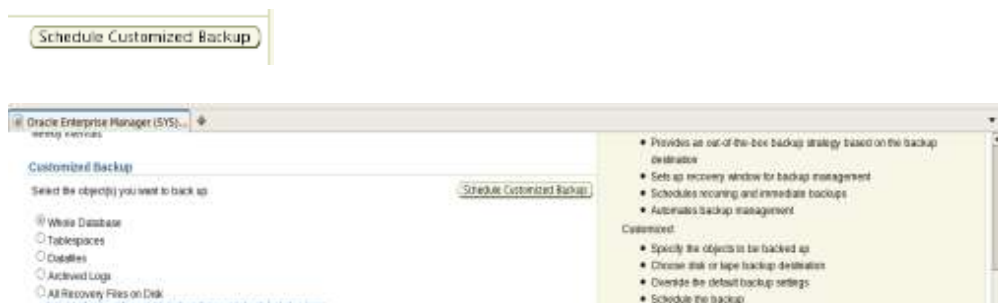 Schedule Customized Backup
Oracle Enterprise Manager (SYS)...
Customized Backup
Select the object(s) you want to back up.
Schedule Customized Backup
Whole Database
Tablespaces
Datafiles
Archived Logs
All Recovery Files on Disk
Provides an out-of-the-box backup strategy based on the backup
destination
Sets up recovery window for backup management
Schedules recurring and immediate backups
Automates backup management
Customized
Specify the objects to be backed up
Choose disk or tape backup destination
Override the default backup settings
Schedule the backup